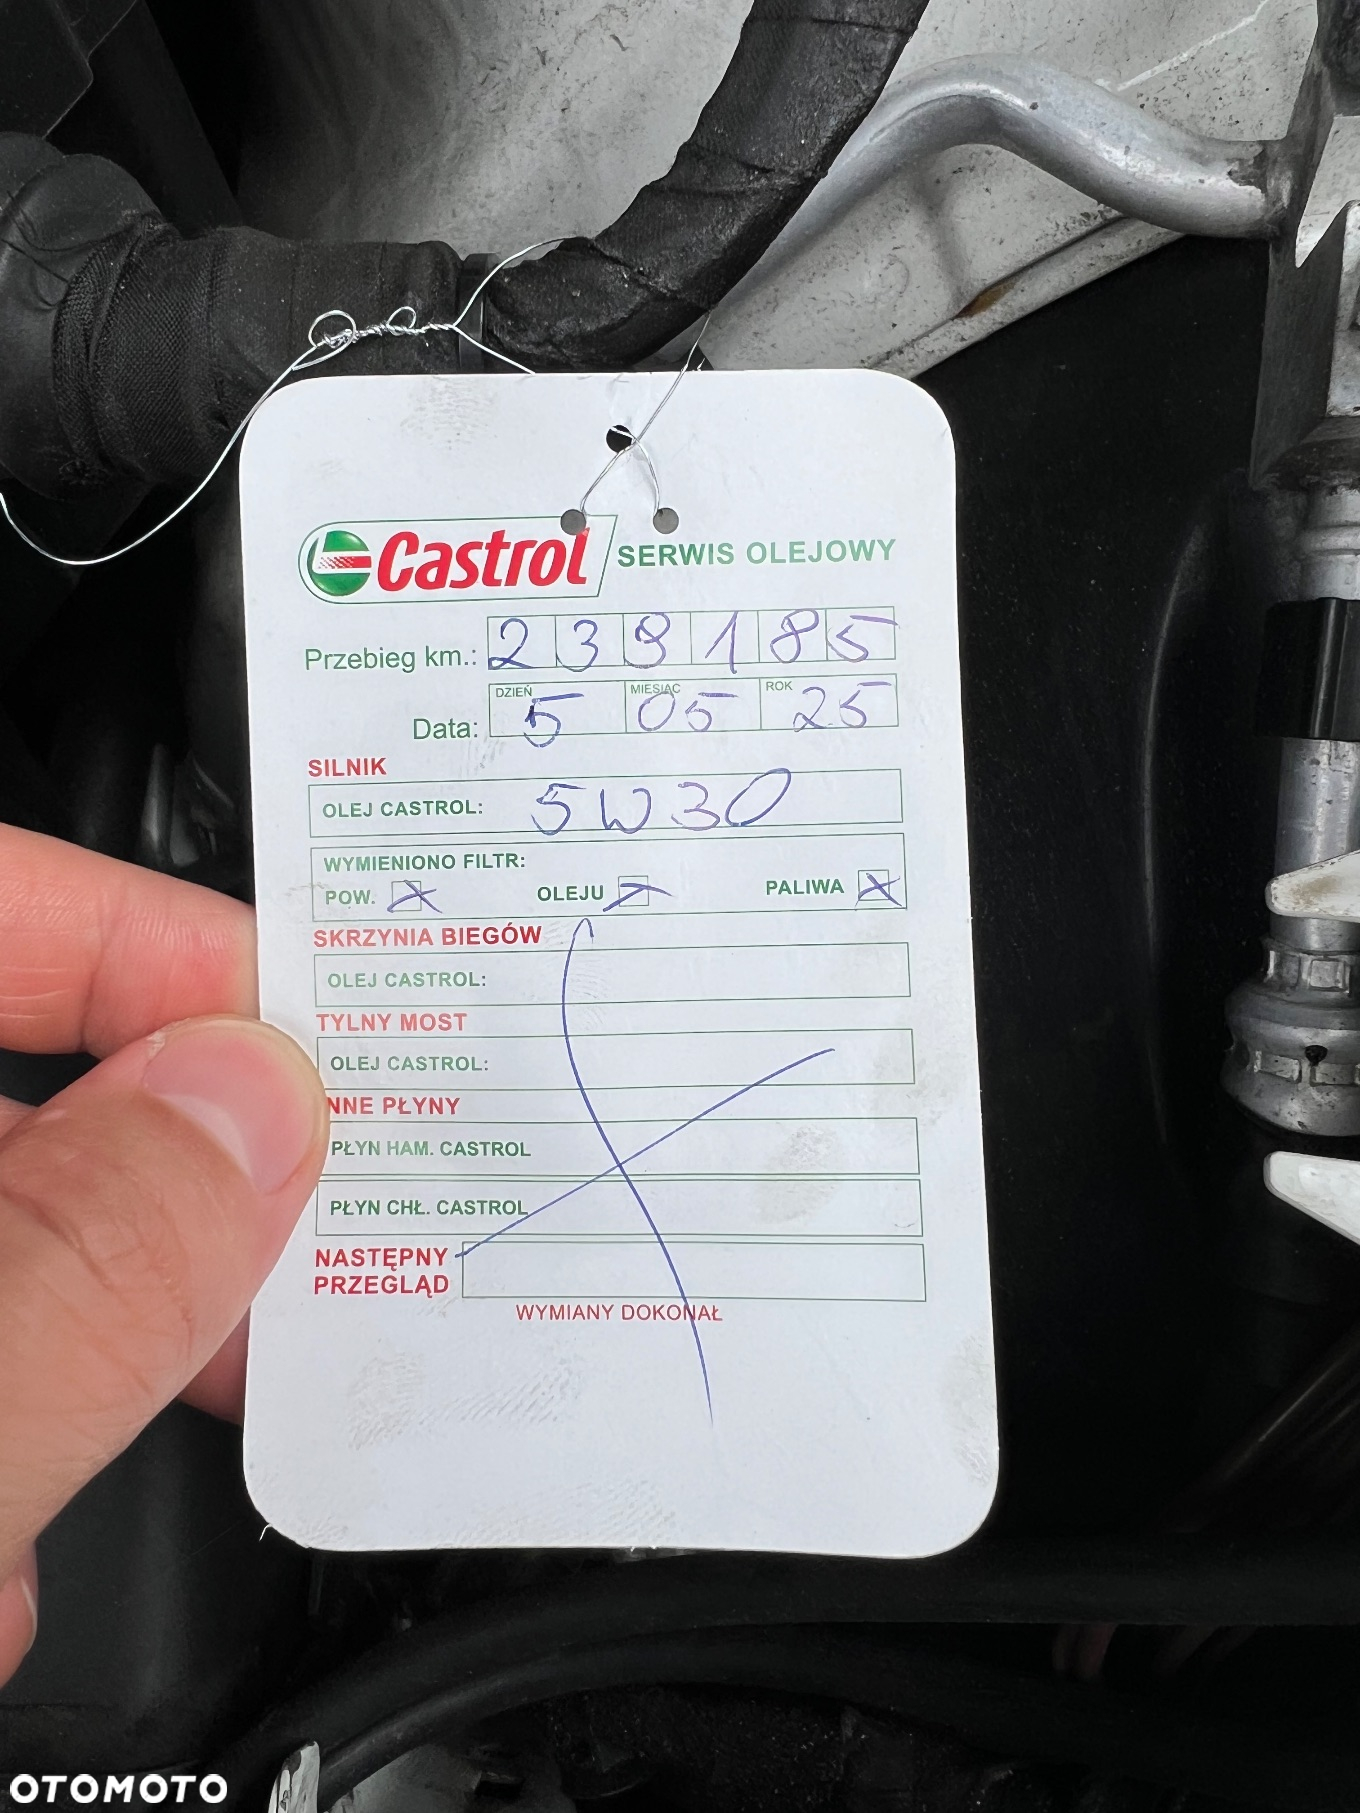 Castrol SERWIS OLEJOWY
Przebieg km.: 239185
DZIEŃ MIESIĄC ROK
Data: 5 05 25
SILNIK
OLEJ CASTROL: 5W30
WYMIENIONO FILTR:
POW. X OLEJU X PALIWA X
SKRZYNIA BIEGÓW
OLEJ CASTROL:
TYLNY MOST
OLEJ CASTROL:
NNE PŁYNY
PŁYN HAM. CASTROL
PŁYN CHŁ. CASTROL
NASTĘPNY
PRZEGLĄD
WYMIANY DOKONAŁ
OTOMOTO